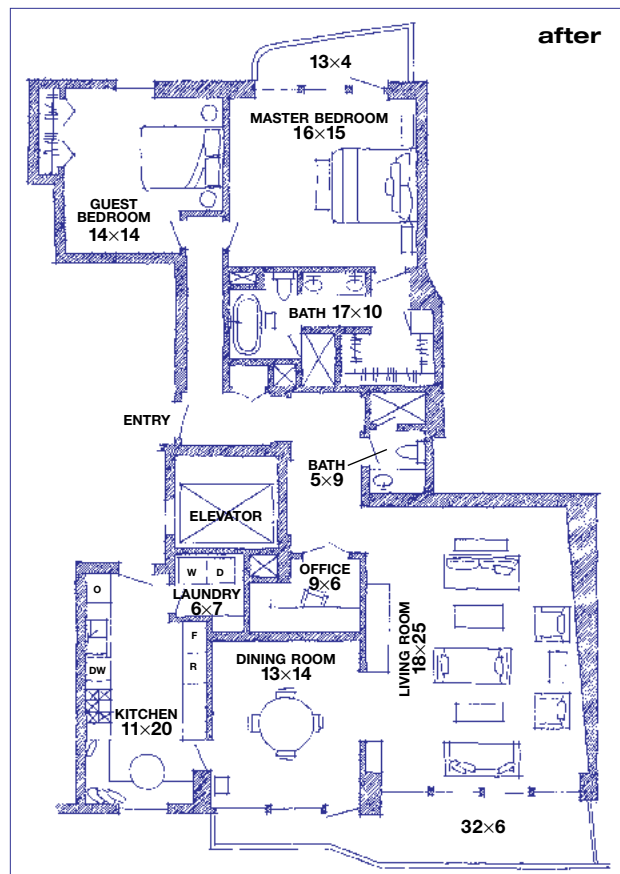 after
13×4
MASTER BEDROOM
16×15
GUEST
BEDROOM
14×14
BATH 17×10
ENTRY
BATH
5×9
ELEVATOR
W D
LAUNDRY
6×7
OFFICE
9×6
O
DW
F
R
KITCHEN
11×20
DINING ROOM
13×14
LIVING ROOM
18×25
32×6